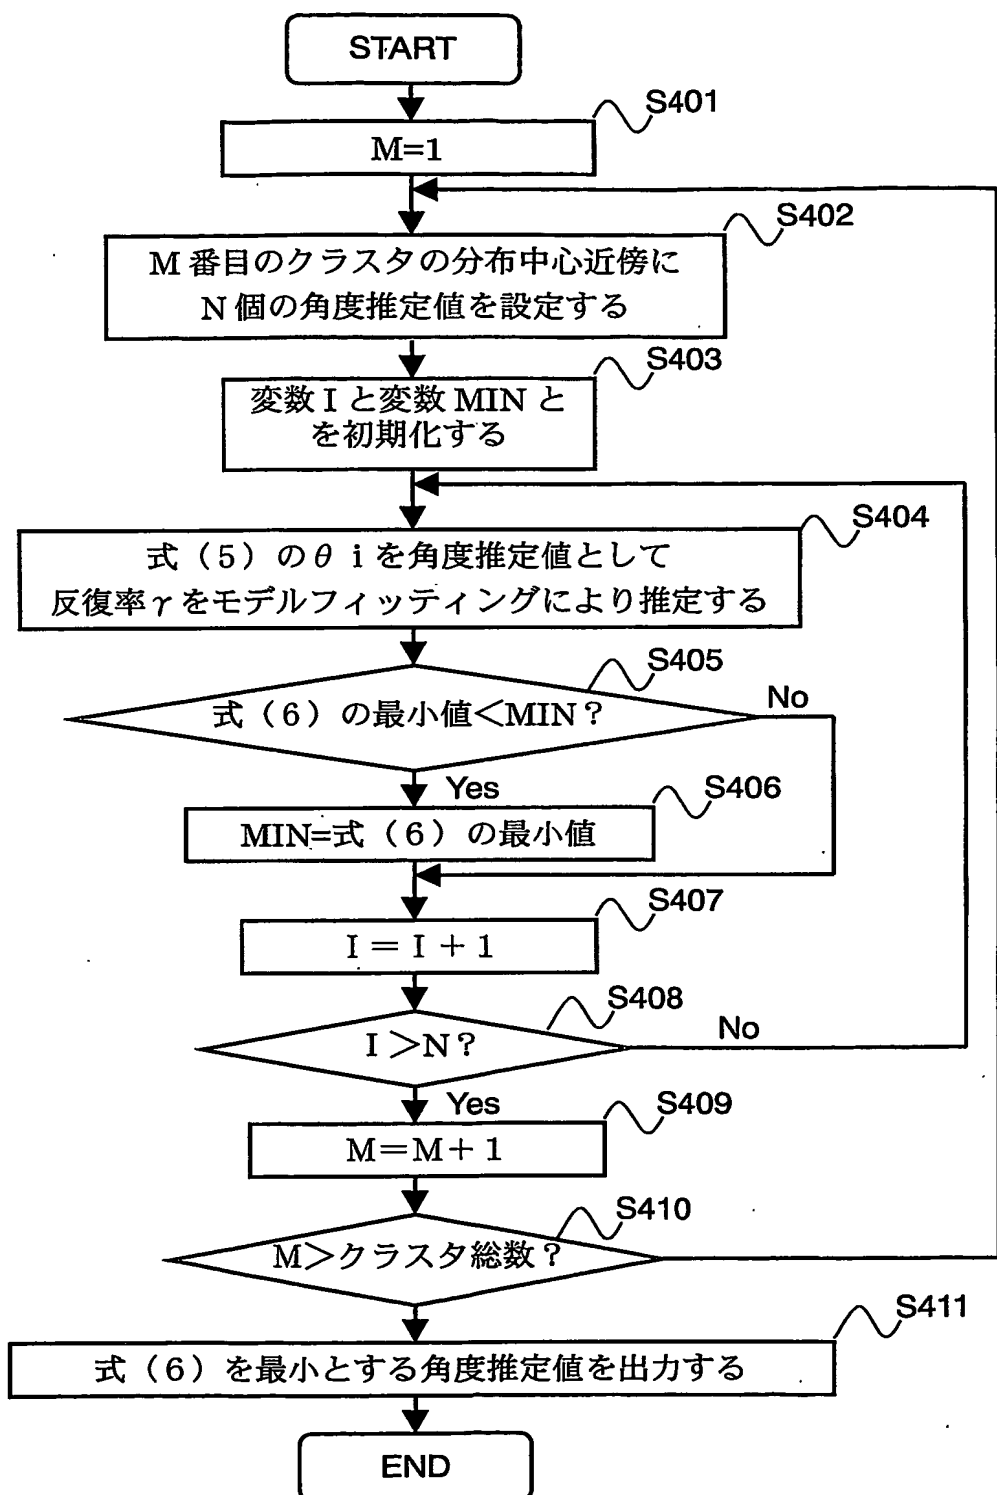 START
S401
M=1
S402
M番目のクラスタの分布中心近傍に
N個の角度推定値を設定する
S403
変数Iと変数MINと
を初期化する
S404
式（5）のθ i を角度推定値として
反復率γをモデルフィッティングにより推定する
S405
式（6）の最小値＜MIN？
No
Yes
S406
MIN=式（6）の最小値
S407
I＝I＋1
S408
I＞N？
No
Yes
S409
M＝M＋1
S410
M＞クラスタ総数？
S411
式（6）を最小とする角度推定値を出力する
END